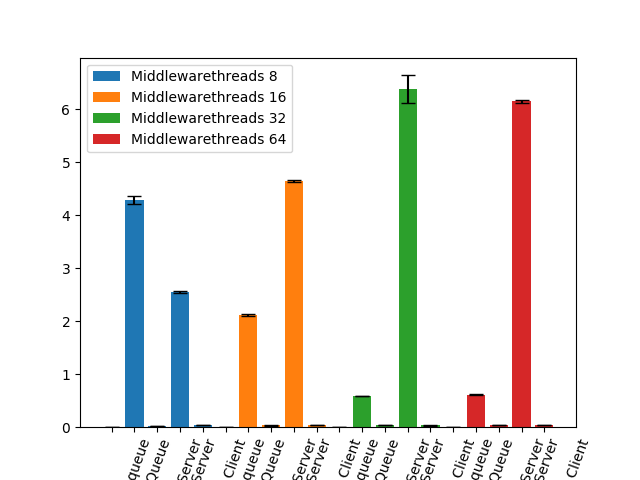 Middlewarethreads 8
Middlewarethreads 16
Middlewarethreads 32
Middlewarethreads 64
6
5
4
3
2
1
0
queue
Queue
Server
Server
Client
queue
Queue
Server
Server
Client
queue
Queue
Server
Server
Client
queue
Queue
Server
Server
Client